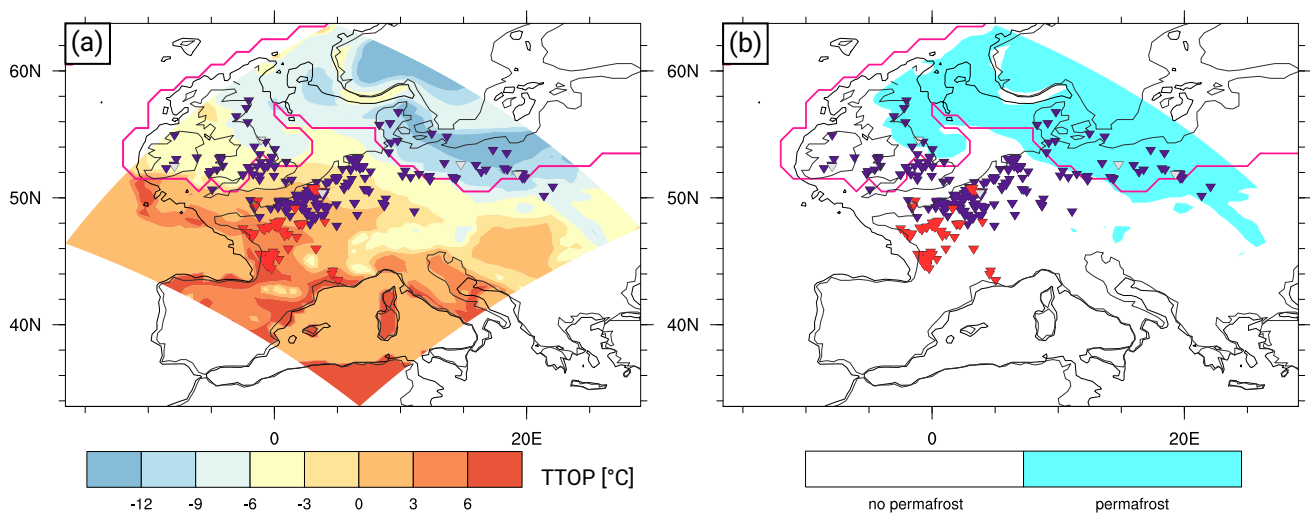 (a)
(b)
60N
50N
40N
0
20E
60N
50N
40N
0
20E
-12
-9
-6
-3
0
3
6
TTOP [°C]
no permafrost
permafrost